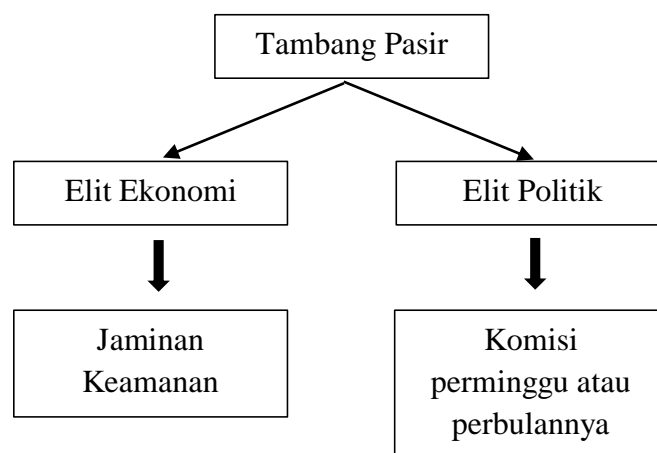 Tambang Pasir
Elit Ekonomi
Elit Politik
Jaminan
Keamanan
Komisi
perminggu atau
perbulannya